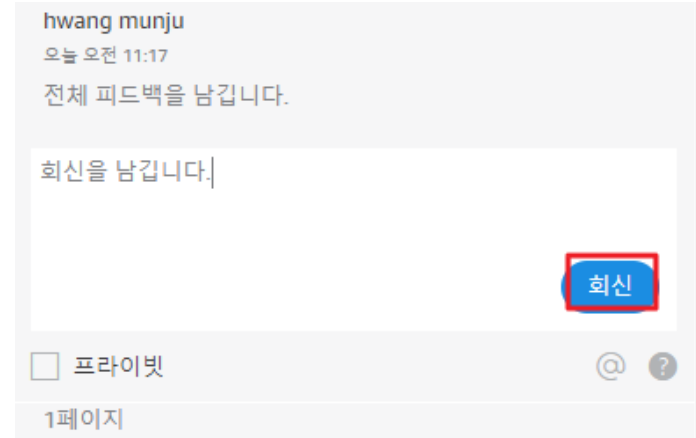 hwang munju
오늘 오전 11:17
전체 피드백을 남깁니다.
회신을 남깁니다.
회신
프라이빗
@ ?
1페이지